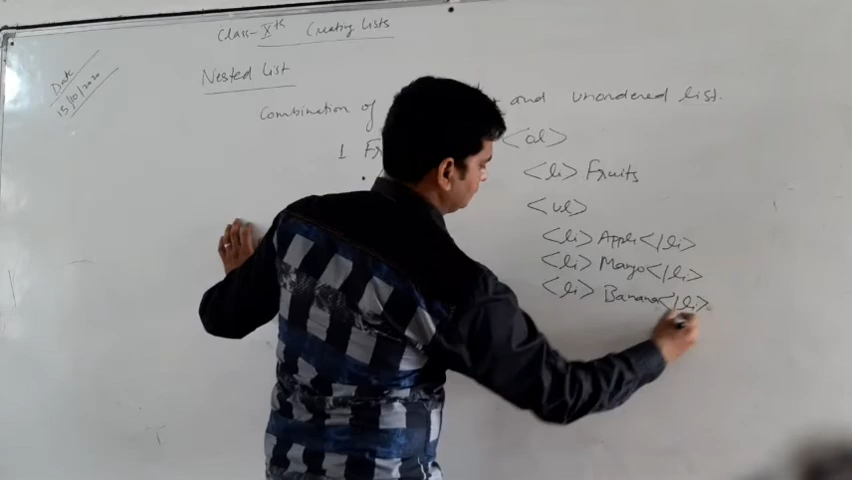 Class-Xth Creating Lists
Date
15/10/2020
Nested List
Combination of and unordered list.
1 Fr
<ol>
<li> Fruits
<ul>
<li> Apple </li>
<li> Mango </li>
<li> Banana </li>